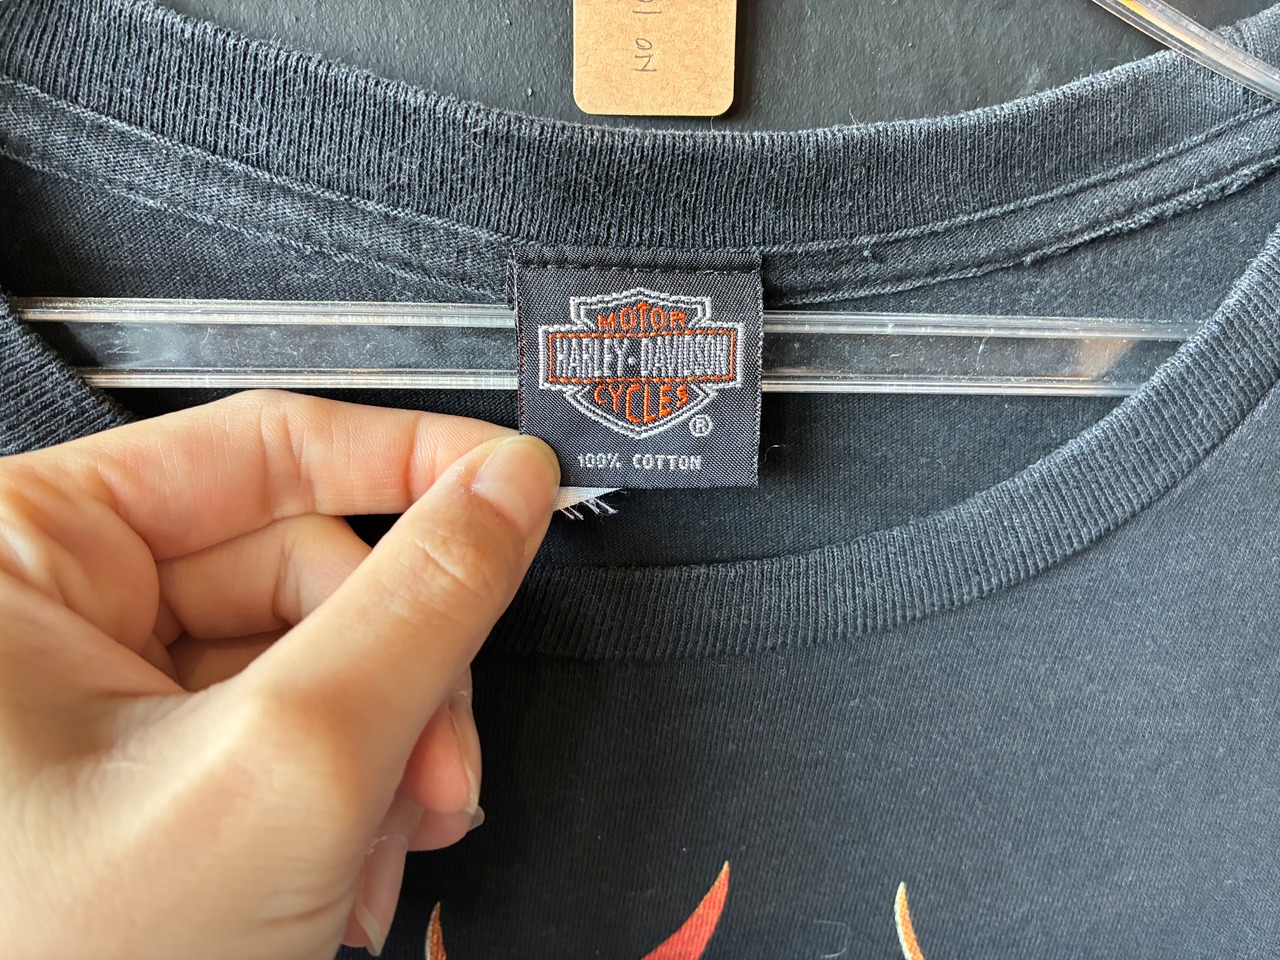 MOTOR
HARLEY-DAVIDSON
CYCLES
®
100% COTTON